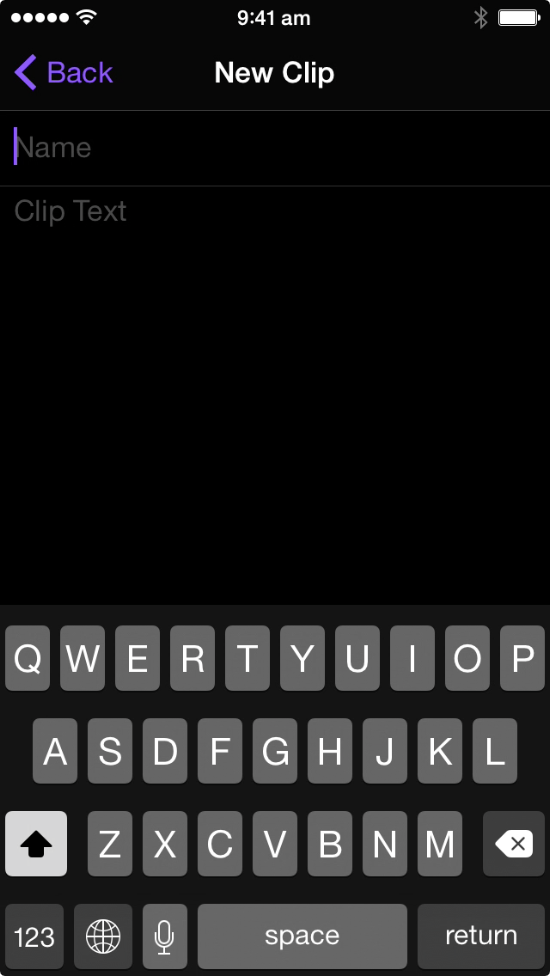 9:41 am
Back New Clip
Name
Clip Text
Q W E R T Y U I O P
A S D F G H J K L
Z X C V B N M
123 space return